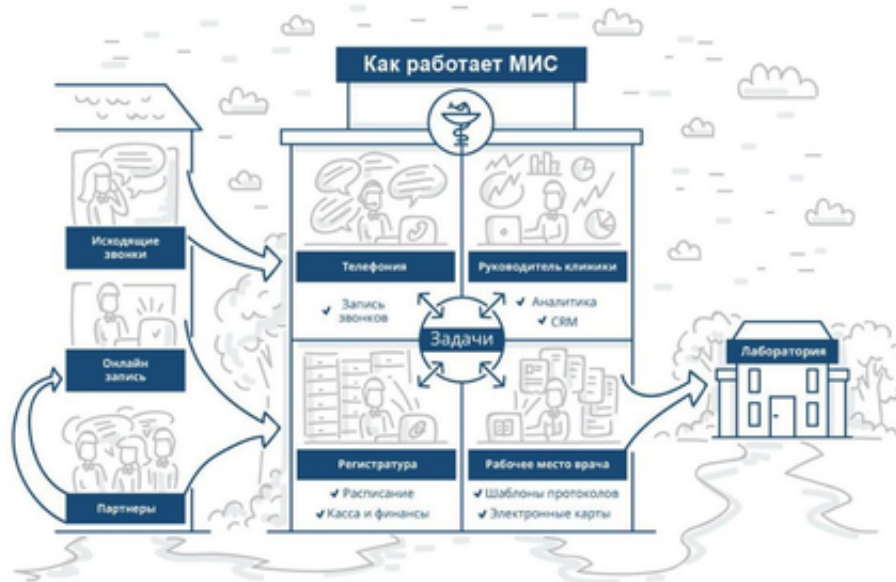 Как работает МИС
Исходящие
звонки
Онлайн
запись
Партнеры
Телефония
Запись
звонков
Руководитель клиники
Аналитика
CRM
Задачи
Регистратура
Расписание
Касса и финансы
Рабочее место врача
Шаблоны протоколов
Электронные карты
Лаборатория